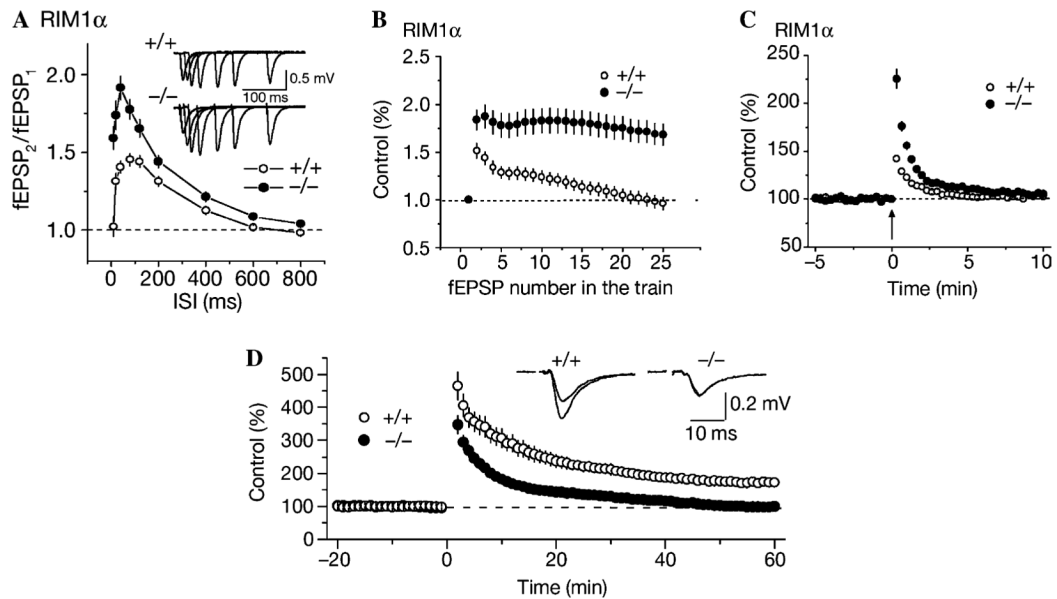 A RIM1α
fEPSP2/fEPSP1
2.0
1.5
1.0
0 200 400 600 800
ISI (ms)
+/+
−/−
0.5 mV
100 ms
+/+
−/−
B RIM1α
Control (%)
2.5
2.0
1.5
1.0
0.5
0 5 10 15 20 25
fEPSP number in the train
+/+
−/−
C RIM1α
Control (%)
250
200
150
100
50
−5 0 5 10
Time (min)
+/+
−/−
D
Control (%)
500
400
300
200
100
0
−20 0 20 40 60
Time (min)
+/+
−/−
+/+ −/−
0.2 mV
10 ms